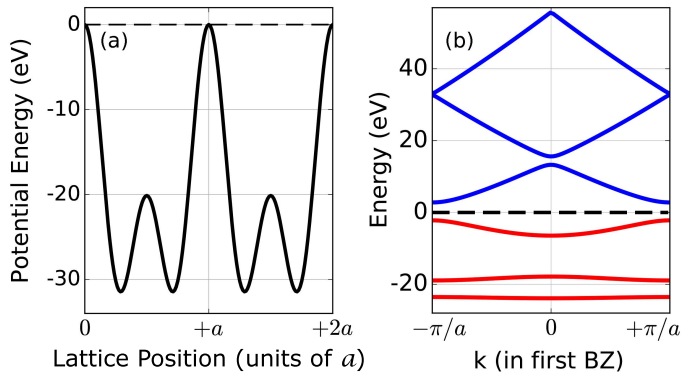 (a)
Potential Energy (eV)
0
-10
-20
-30
0
+a
+2a
Lattice Position (units of a)
(b)
Energy (eV)
40
20
0
-20
−π/a
0
+π/a
k (in first BZ)